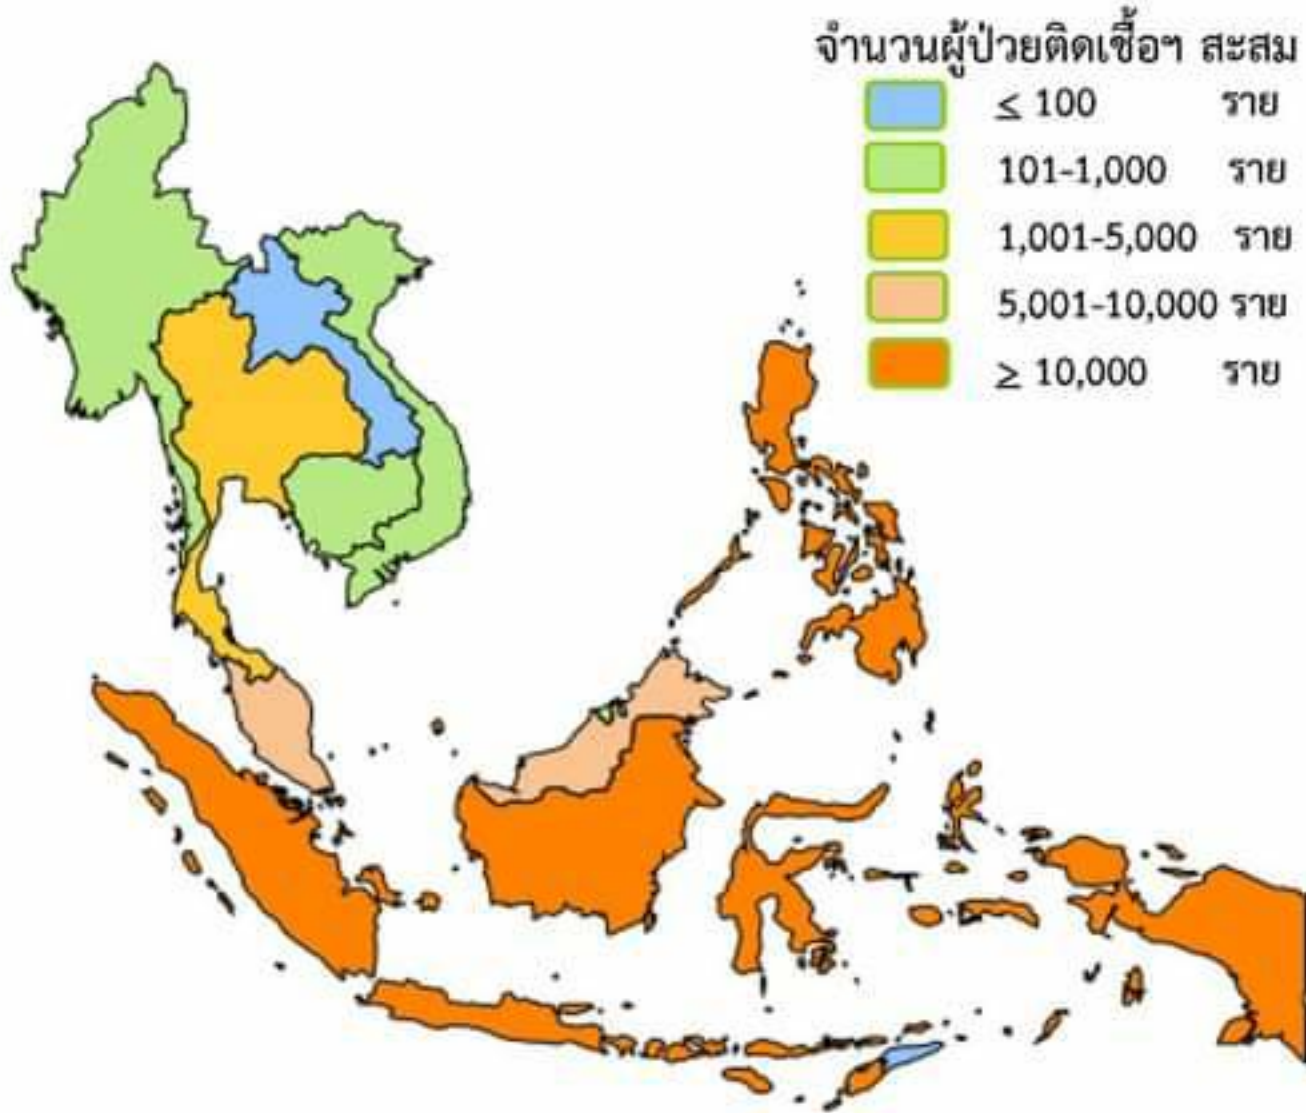 จำนวนผู้ป่วยติดเชื้อฯ สะสม
≤ 100 ราย
101-1,000 ราย
1,001-5,000 ราย
5,001-10,000 ราย
≥ 10,000 ราย